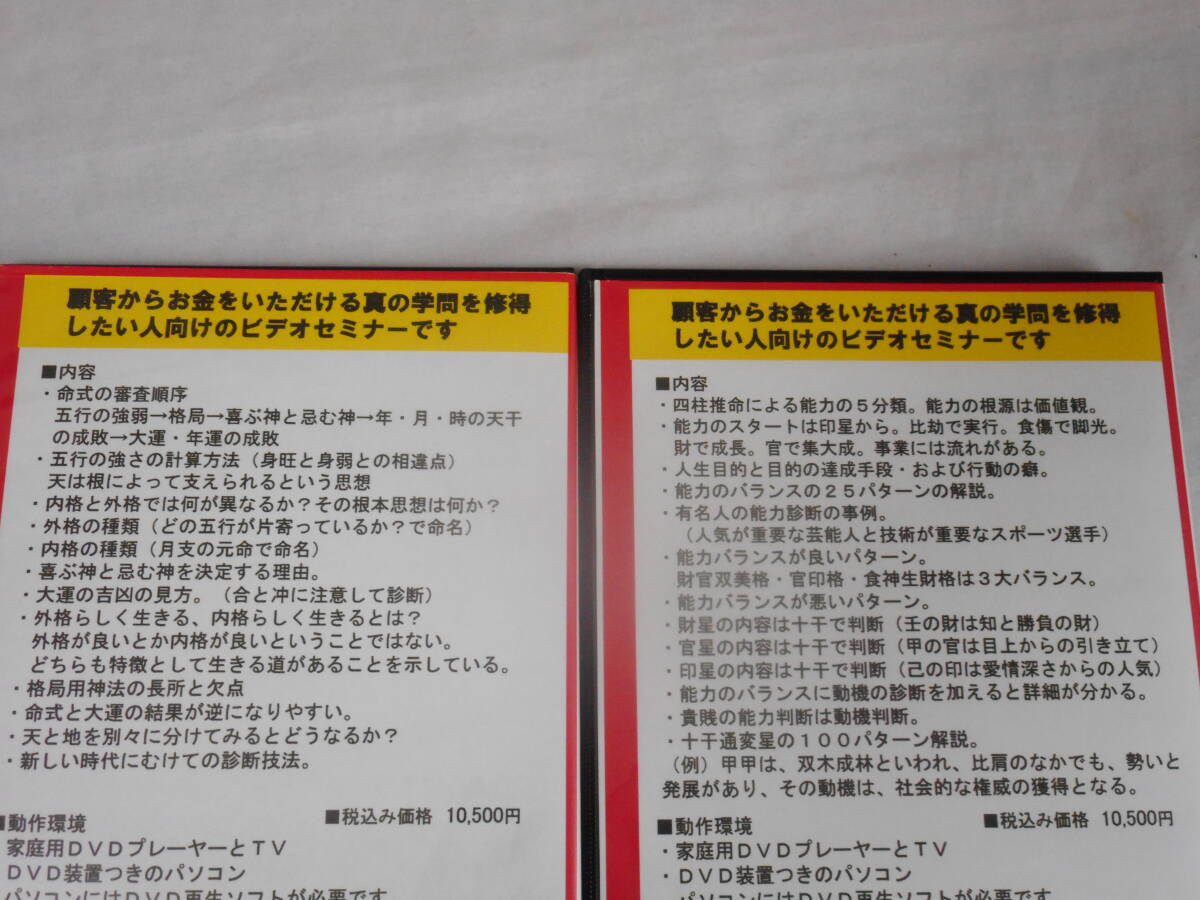 顧客からお金をいただける真の学問を修得
したい人向けのビデオセミナーです
■内容
・命式の審査順序
五行の強弱→格局→喜ぶ神と忌む神→年・月・時の天干
の成敗→大運・年運の成敗
・五行の強さの計算方法（身旺と身弱との相違点）
天は根によって支えられるという思想
・内格と外格では何が異なるか？その根本思想は何か？
・外格の種類（どの五行が片寄っているか？で命名）
・内格の種類（月支の元命で命名）
・喜ぶ神と忌む神を決定する理由。
・大運の吉凶の見方。（合と冲に注意して診断）
・外格らしく生きる、内格らしく生きるとは？
外格が良いとか内格が良いということではない。
どちらも特徴として生きる道があることを示している。
・格局用神法の長所と欠点
・命式と大運の結果が逆になりやすい。
・天と地を別々に分けてみるとどうなるか？
・新しい時代にむけての診断技法。
■税込み価格 10,500円
■動作環境
家庭用ＤＶＤプレーヤーとＴＶ
ＤＶＤ装置つきのパソコン
パソコンにはＤＶＤ再生ソフトが必要です
顧客からお金をいただける真の学問を修得
したい人向けのビデオセミナーです
■内容
・四柱推命による能力の５分類。能力の根源は価値観。
・能力のスタートは印星から。比劫で実行。食傷で脚光。
財で成長。官で集大成。事業には流れがある。
・人生目的と目的の達成手段・および行動の癖。
・能力のバランスの２５パターンの解説。
・有名人の能力診断の事例。
（人気が重要な芸能人と技術が重要なスポーツ選手）
・能力バランスが良いパターン。
財官双美格・官印格・食神生財格は３大バランス。
・能力バランスが悪いパターン。
・財星の内容は十干で判断（壬の財は知と勝負の財）
・官星の内容は十干で判断（甲の官は目上からの引き立て）
・印星の内容は十干で判断（己の印は愛情深さからの人気）
・能力のバランスに動機の診断を加えると詳細が分かる。
・貴賎の能力判断は動機判断。
・十干通変星の１００パターン解説。
（例）甲甲は、双木成林といわれ、比肩のなかでも、勢いと
発展があり、その動機は、社会的な権威の獲得となる。
■税込み価格 10,500円
■動作環境
・家庭用ＤＶＤプレーヤーとＴＶ
・ＤＶＤ装置つきのパソコン
パソコンにはＤＶＤ再生ソフトが必要です